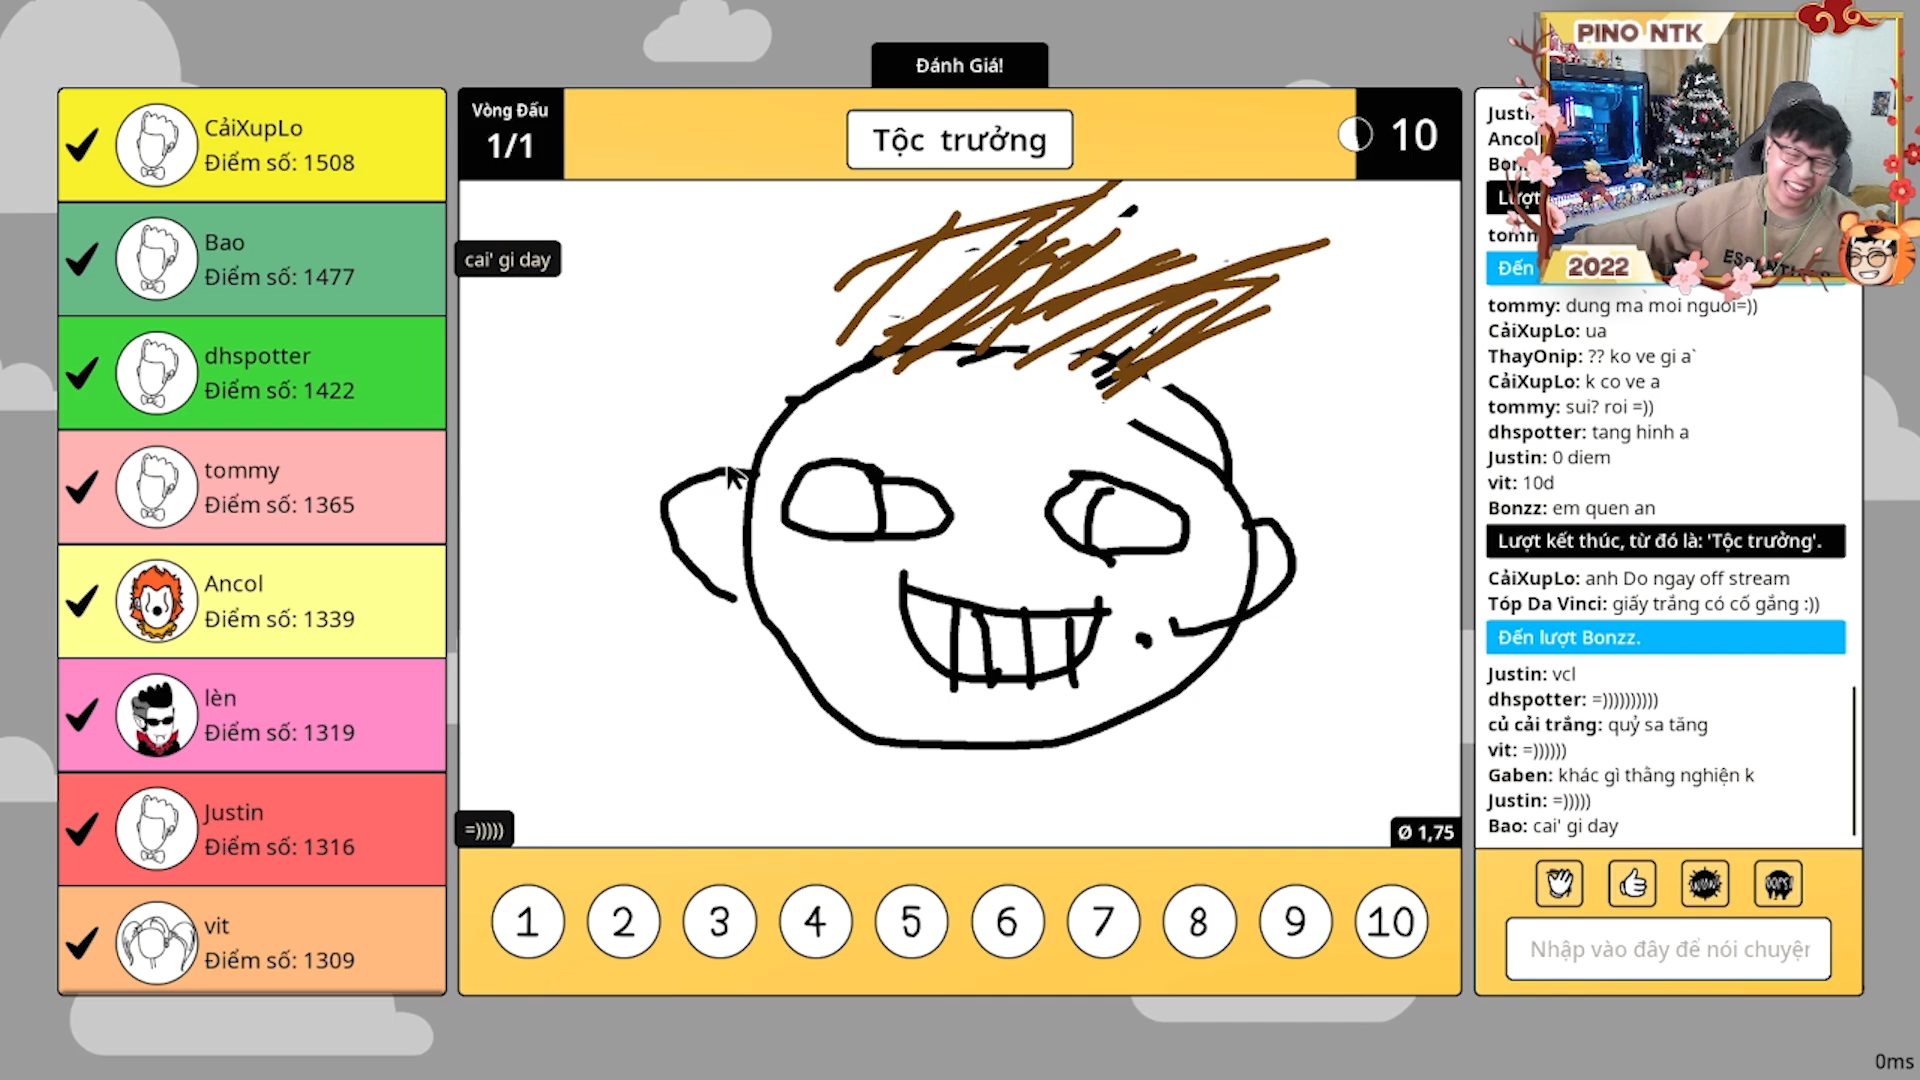 Đánh Giá!
CảiXupLo
Điểm số: 1508
Bao
Điểm số: 1477
dhspotter
Điểm số: 1422
tommy
Điểm số: 1365
Ancol
Điểm số: 1339
lèn
Điểm số: 1319
Justin
Điểm số: 1316
vit
Điểm số: 1309
Vòng Đấu
1/1
Tộc trưởng
10
cai' gi day
=)))))
Ø 1,75
1 2 3 4 5 6 7 8 9 10
PINO NTK
2022
Ancol
Lượt
Đến
tommy: dung ma moi nguoi=))
CảiXupLo: ua
ThayOnip: ?? ko ve gi a`
CảiXupLo: k co ve a
tommy: sui? roi =))
dhspotter: tang hinh a
Justin: 0 diem
vit: 10d
Bonzz: em quen an
Lượt kết thúc, từ đó là: 'Tộc trưởng'.
CảiXupLo: anh Do ngay off stream
Tóp Da Vinci: giấy trắng có cố gắng :))
Đến lượt Bonzz.
Justin: vcl
dhspotter: =))))))))))
củ cải trắng: quỷ sa tăng
vit: =))))))
Gaben: khác gì thằng nghiện k
Justin: =)))))
Bao: cai' gi day
Nhập vào đây để nói chuyện
0ms